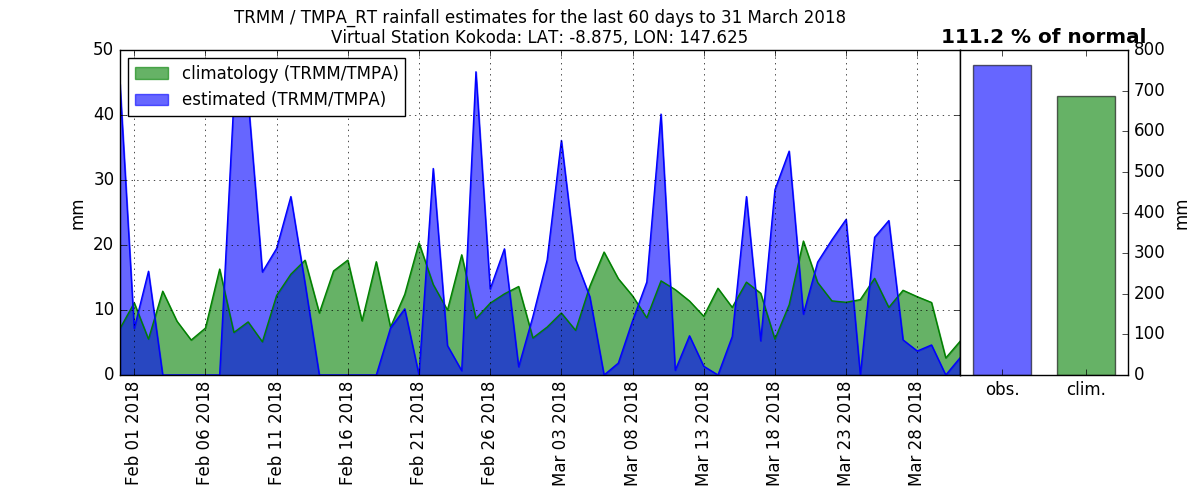 TRMM / TMPA_RT rainfall estimates for the last 60 days to 31 March 2018
Virtual Station Kokoda: LAT: -8.875, LON: 147.625
111.2 % of normal
climatology (TRMM/TMPA)
estimated (TRMM/TMPA)
mm
50
40
30
20
10
0
Feb 01 2018
Feb 06 2018
Feb 11 2018
Feb 16 2018
Feb 21 2018
Feb 26 2018
Mar 03 2018
Mar 08 2018
Mar 13 2018
Mar 18 2018
Mar 23 2018
Mar 28 2018
obs.
clim.
800
700
600
500
400
300
200
100
0
mm